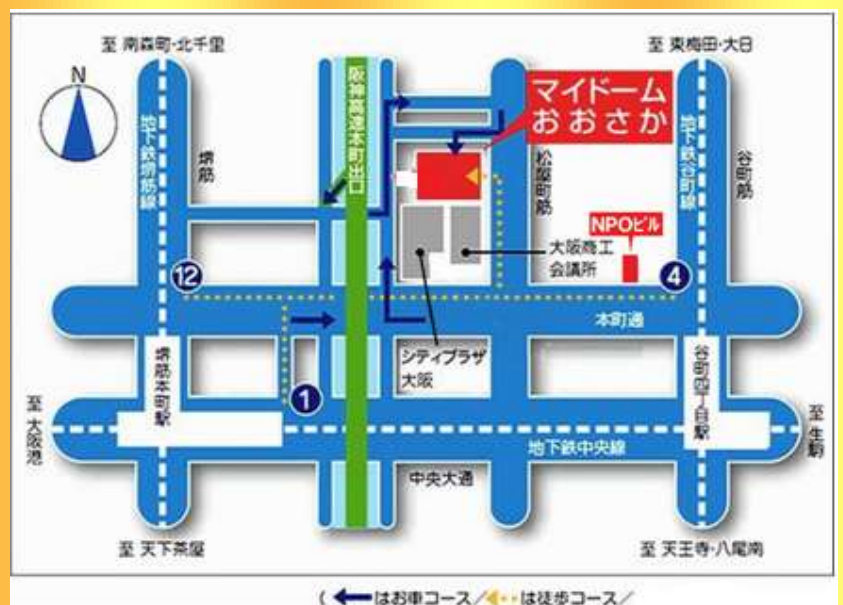 至 南森町・北千里
至 東梅田・大日
N
地下鉄堺筋線
堺筋
阪神高速本町出口
マイドーム
おおさか
松屋町筋
地下鉄谷町線
谷町筋
NPOビル
大阪商工
会議所
⑫
④
本町通
シティプラザ
大阪
堺筋本町駅
①
谷町四丁目駅
至 大阪港
至 生駒
地下鉄中央線
中央大通
至 天下茶屋
至 天王寺・八尾南
( ←はお車コース/◀‥は徒歩コース/